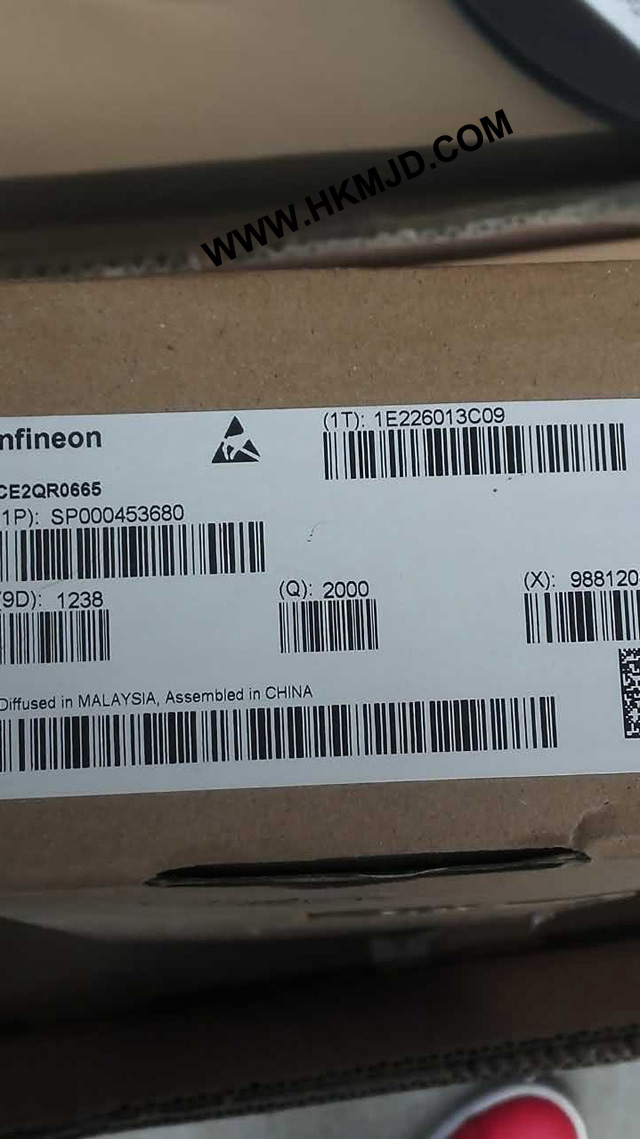 WWW.HKMJD.COM
nfineon
(1T): 1E226013C09
CE2QR0665
1P): SP000453680
9D): 1238
(Q): 2000
(X): 988120
Diffused in MALAYSIA, Assembled in CHINA